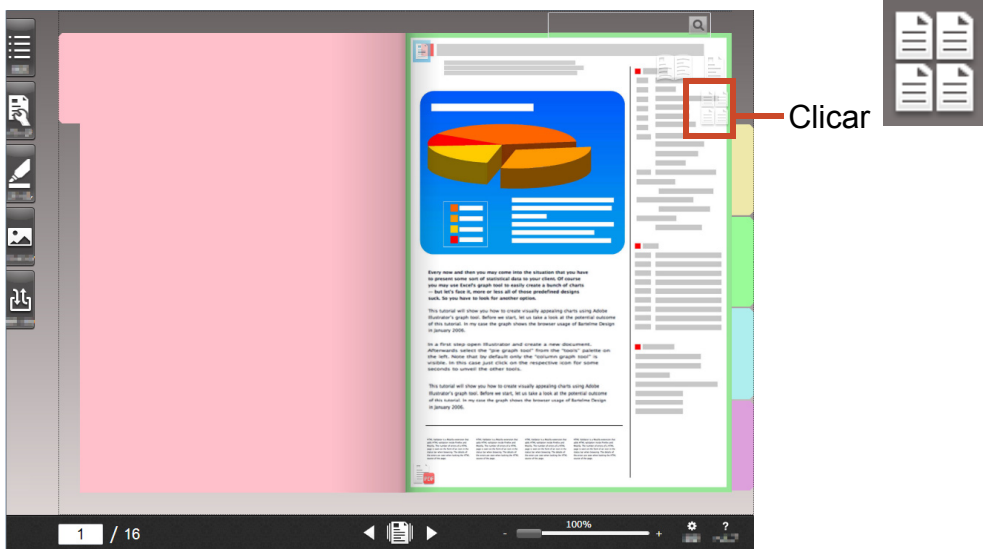 Clicar
Every now and then you may come into the situation that you have
to present some sort of statistical data to your client. Of course
you may use Excel's graph tool to easily create a bunch of charts
— but let's face it, more or less all of those predefined designs
suck. So you have to look for another option.
This tutorial will show you how to create visually appealing charts using Adobe
Illustrator's graph tool. Before we start, let us take a look at the potential outcome
of this tutorial. In my case the graph shows the browser usage of Barteline Design
in January 2008.
In a first step open Illustrator and create a new document.
Afterwards select the "pie graph tool" from the "tools" palette on
the left. Note that by default only the "column graph tool" is
visible. In this case just click on the respective icon for some
seconds to unveil the other tools.
This tutorial will show you how to create visually appealing charts using Adobe
Illustrator's graph tool. Before we start, let us take a look at the potential outcome
of this tutorial. In my case the graph shows the browser usage of Barteline Design
in January 2008.
PDF
1 / 16
- 100% +
?